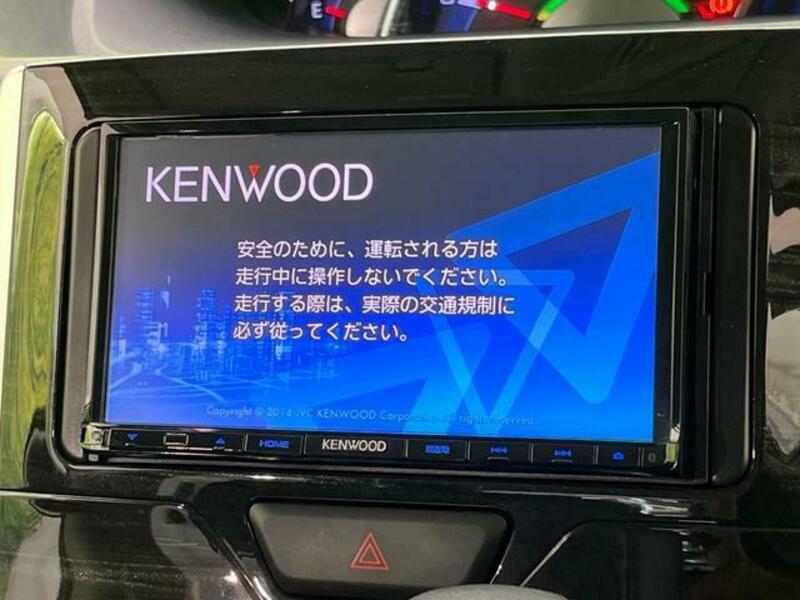 E
KENWOOD
安全のために、運転される方は
走行中に操作しないでください。
走行する際は、実際の交通規制に
必ず従ってください。
Copyright © 2014 JVC KENWOOD Corporation All rights reserved.
HOME KENWOOD 現在地